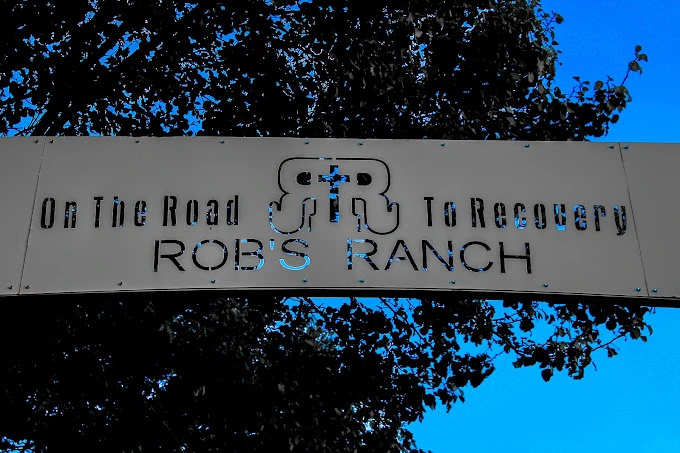 On The Road To Recovery
ROB'S RANCH